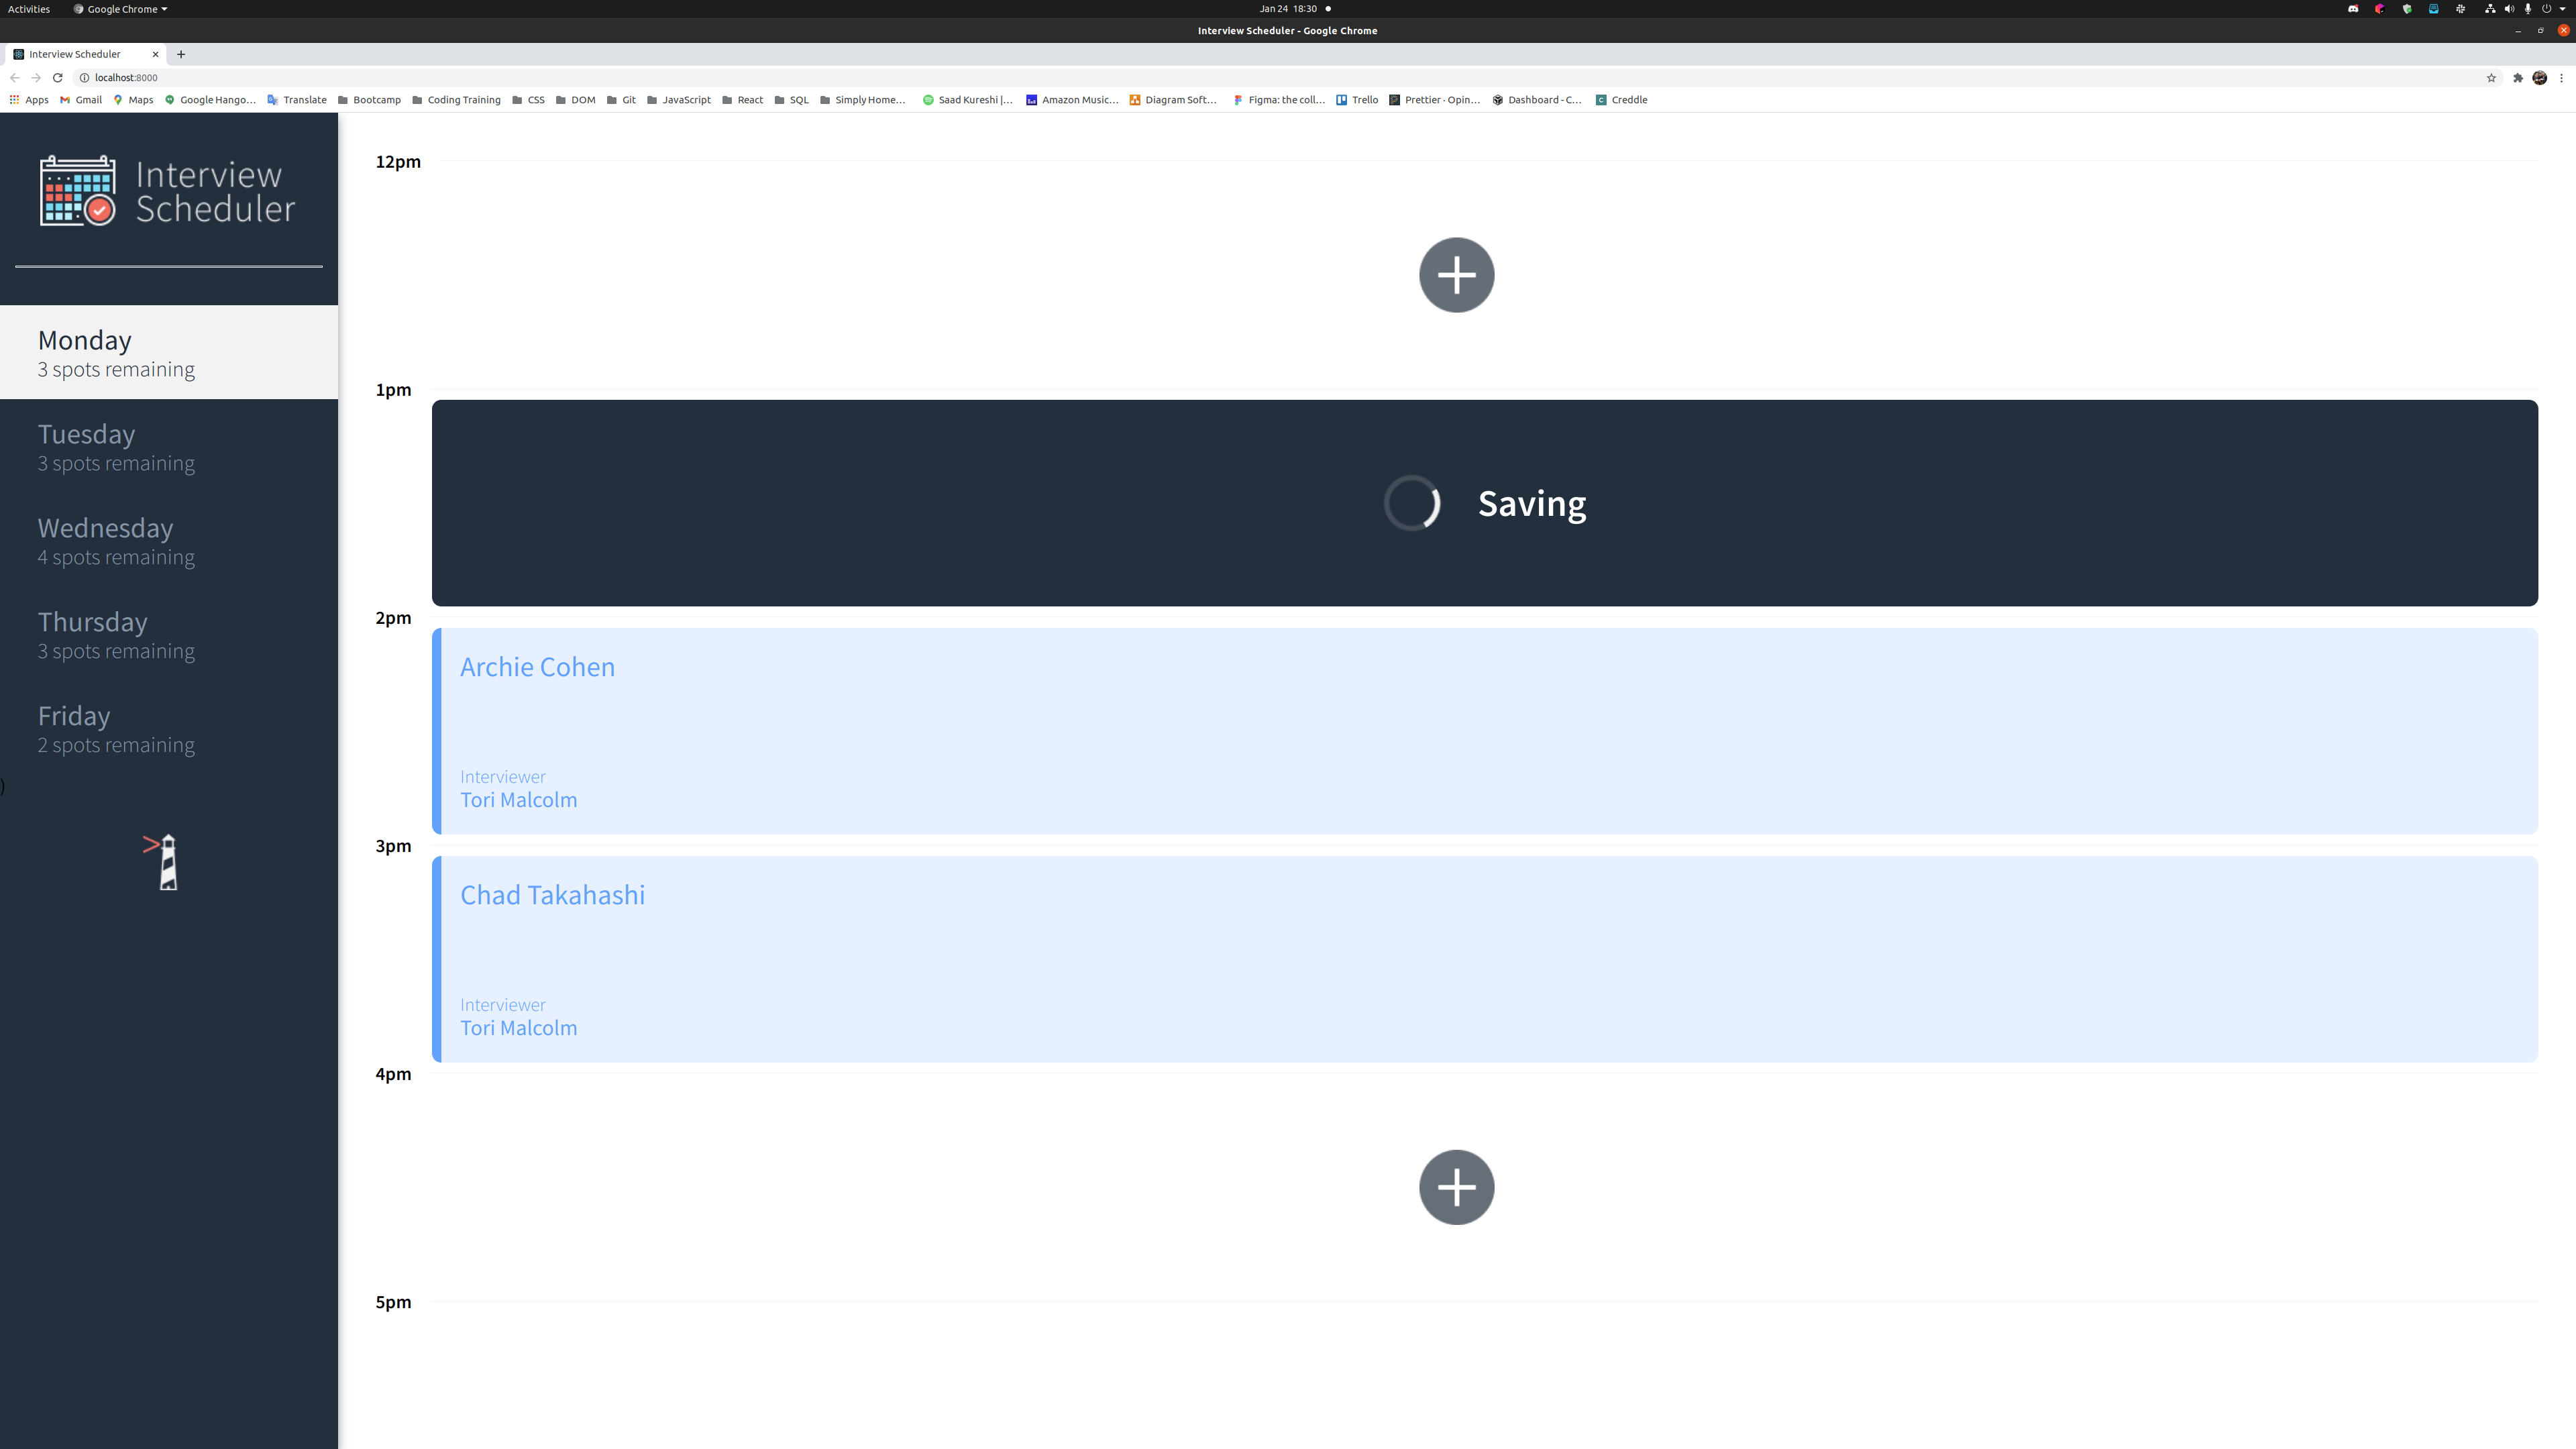 Activities Google Chrome Jan 24 18:30
Interview Scheduler - Google Chrome
Interview Scheduler
localhost:8000
Apps Gmail Maps Google Hango… Translate Bootcamp Coding Training CSS DOM Git JavaScript React SQL Simply Home… Saad Kureshi |… Amazon Music… Diagram Soft… Figma: the coll… Trello Prettier · Opin… Dashboard - C… Creddle
Interview
Scheduler
Monday
3 spots remaining
Tuesday
3 spots remaining
Wednesday
4 spots remaining
Thursday
3 spots remaining
Friday
2 spots remaining
)
12pm
1pm
Saving
2pm
Archie Cohen
Interviewer
Tori Malcolm
3pm
Chad Takahashi
Interviewer
Tori Malcolm
4pm
5pm